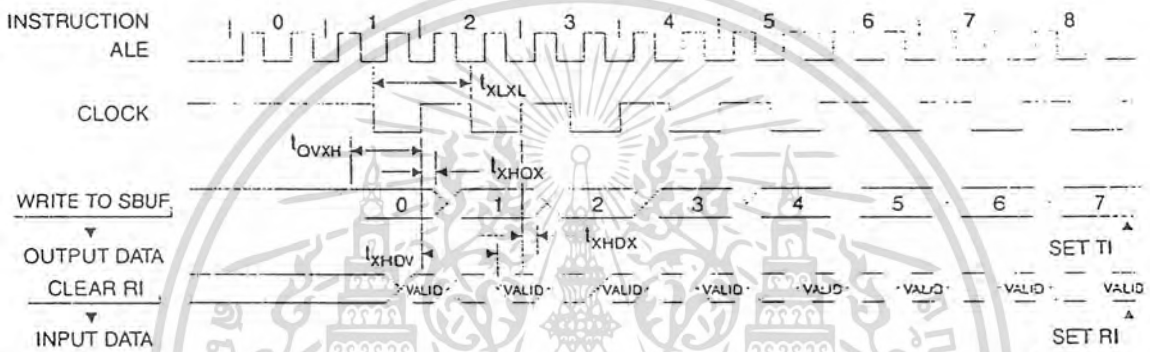 INSTRUCTION 0 1 2 3 4 5 6 7 8
ALE
tXLXL
CLOCK
tQVXH
tXHQX
WRITE TO SBUF
0 1 2 3 4 5 6 7
tXHDX
SET TI
OUTPUT DATA
tXHDV
CLEAR RI
VALID VALID VALID VALID VALID VALID VALID VALID
SET RI
INPUT DATA